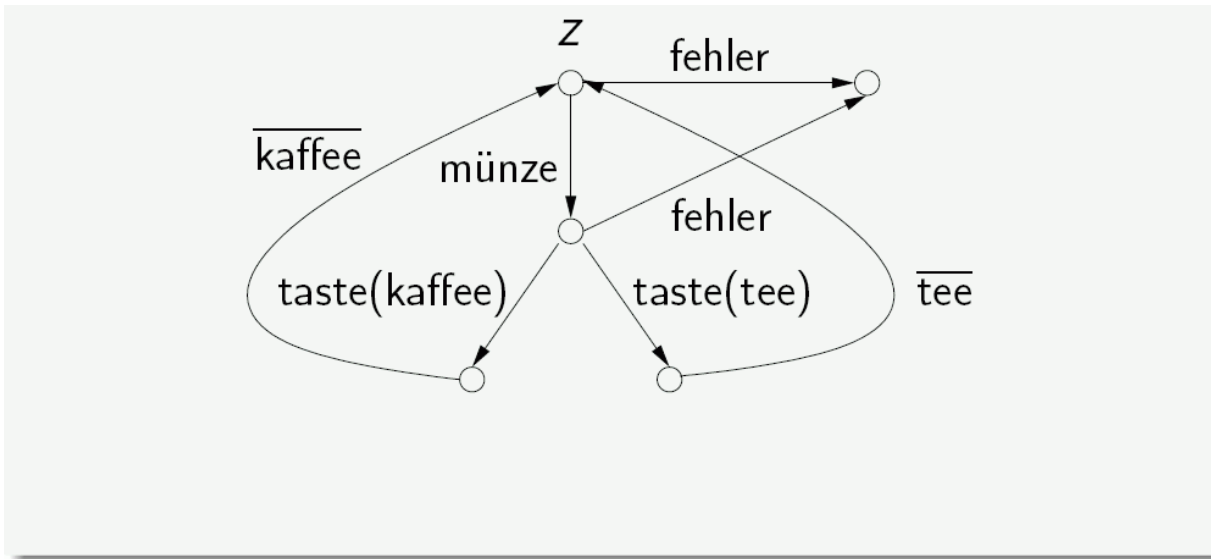 z
fehler
kaffee
münze
fehler
taste(kaffee)
taste(tee)
tee